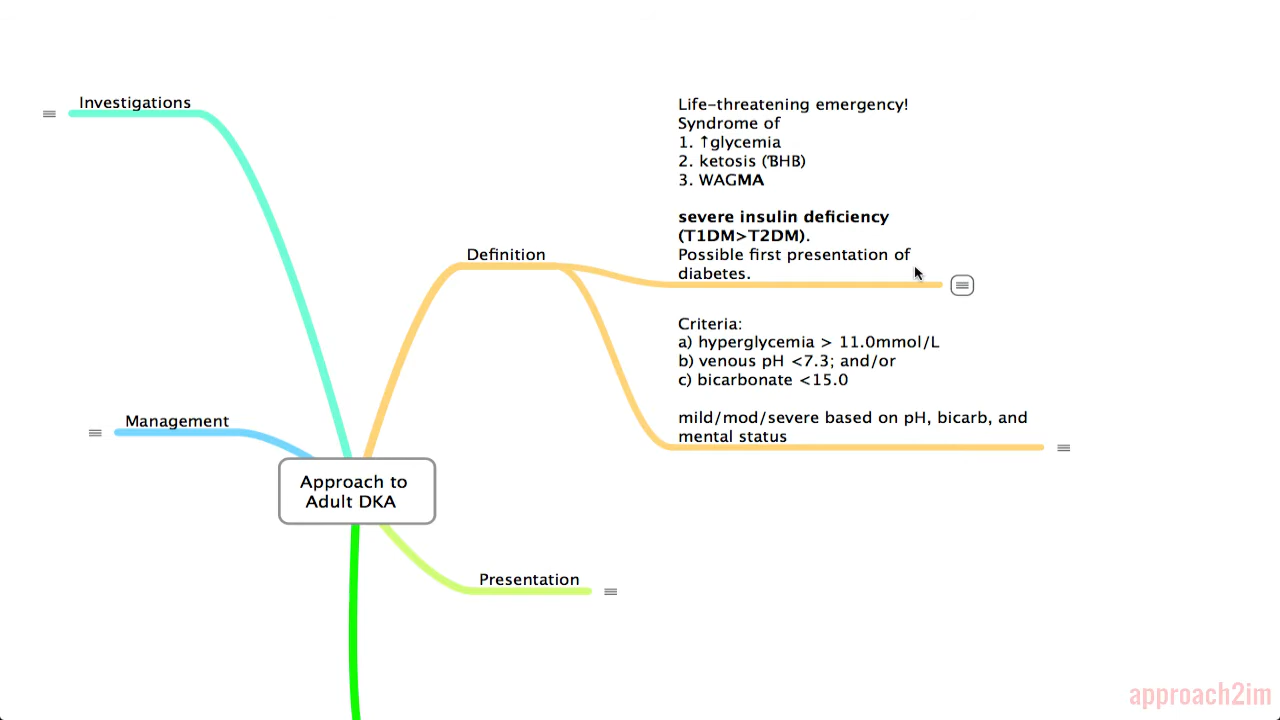 Investigations
Life-threatening emergency!
Syndrome of
1. ↑glycemia
2. ketosis (ƁHB)
3. WAGMA
severe insulin deficiency
(T1DM>T2DM).
Possible first presentation of
diabetes.
Definition
Criteria:
a) hyperglycemia > 11.0mmol/L
b) venous pH <7.3; and/or
c) bicarbonate <15.0
mild/mod/severe based on pH, bicarb, and
mental status
Management
Approach to
Adult DKA
Presentation
approach2im